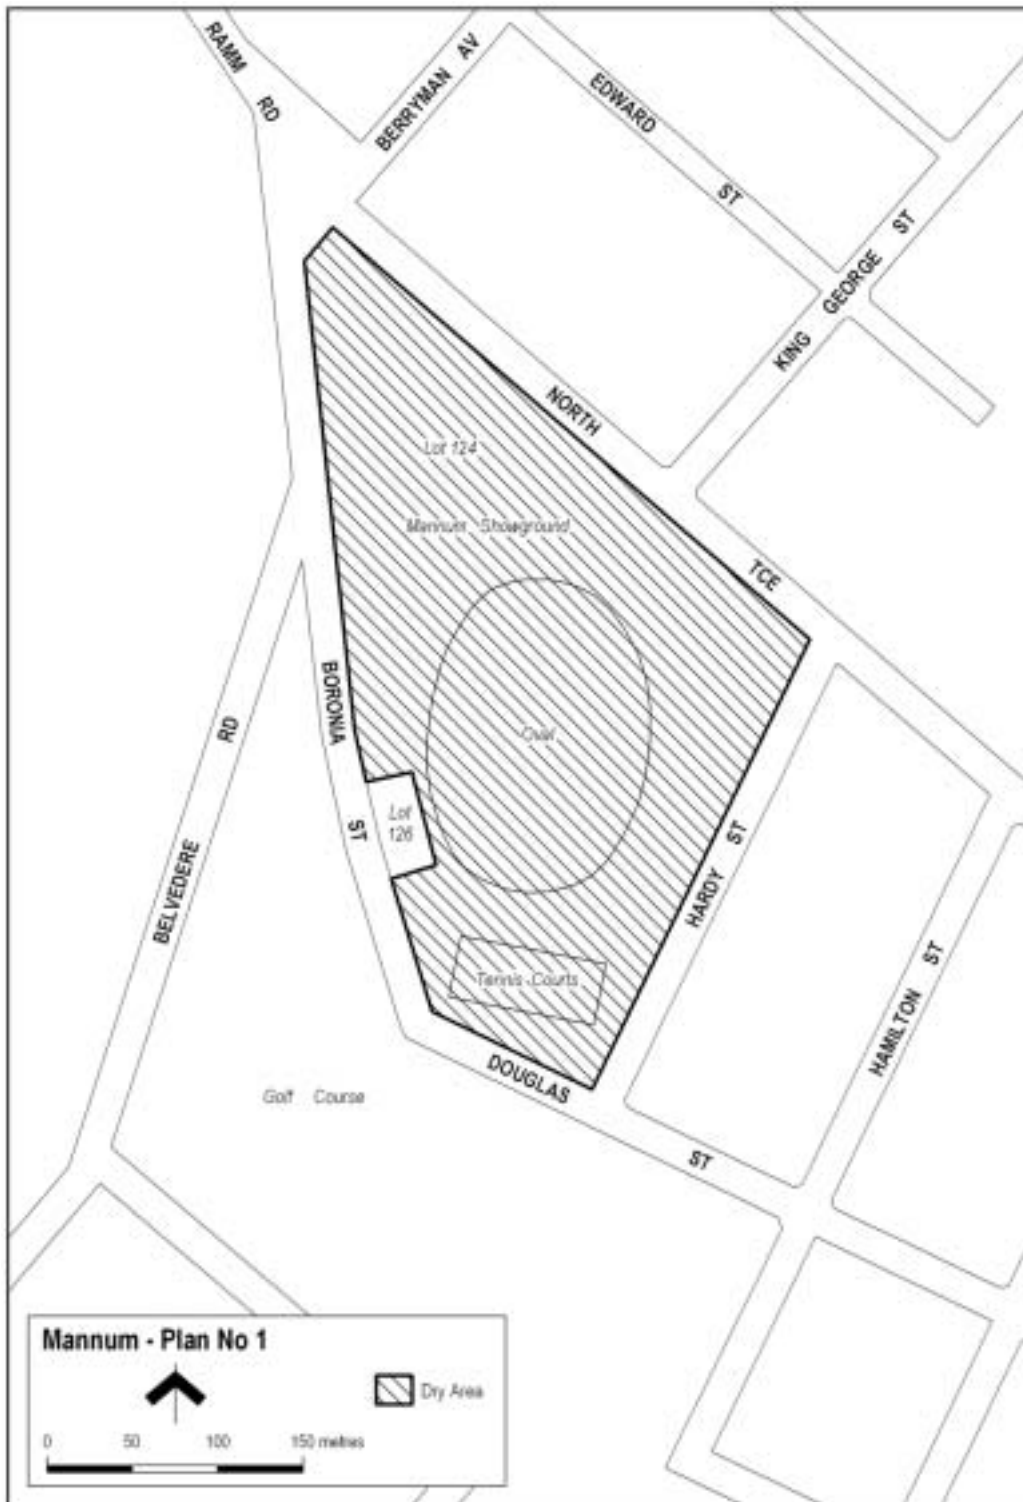 RAMM RD
BERRYMAN AV
EDWARD ST
KING GEORGE ST
NORTH TCE
Lot 124
Mannum Showground
BORONIA ST
Oval
Lot
126
BELVEDERE RD
HARDY ST
Tennis Courts
HAMILTON ST
DOUGLAS ST
Golf Course
Mannum - Plan No 1
Dry Area
0 50 100 150 metres